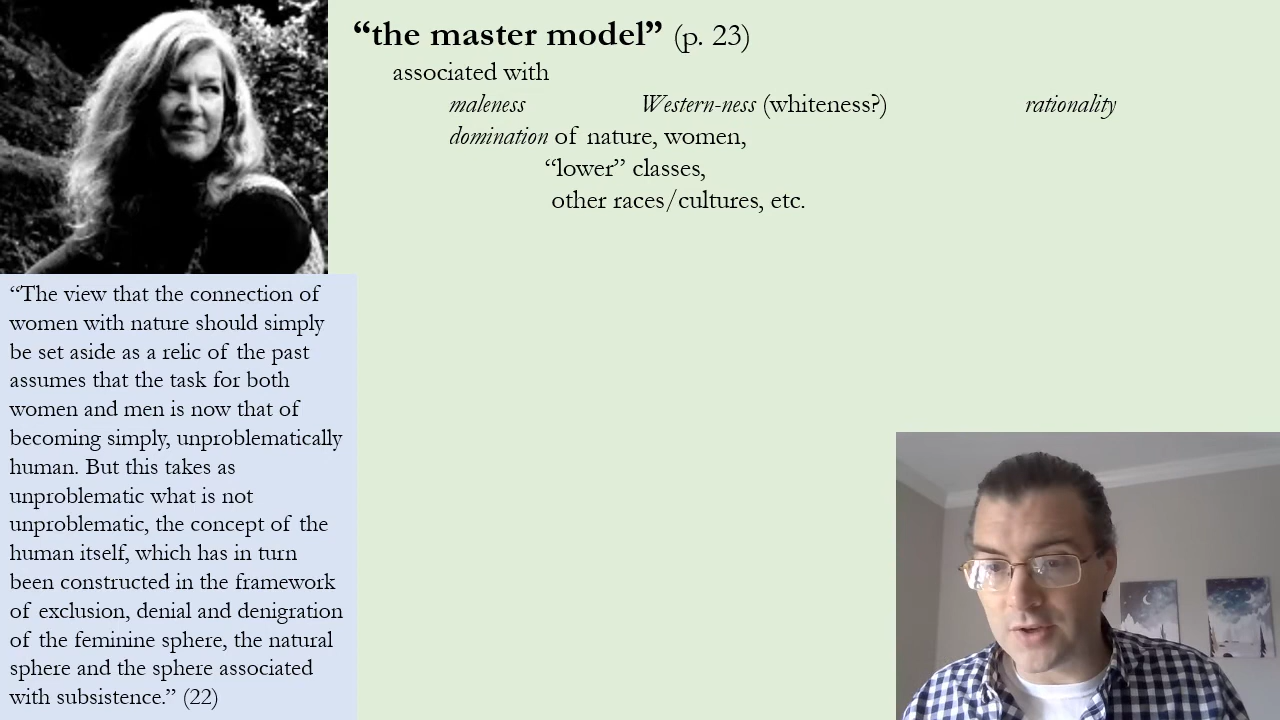 “the master model” (p. 23)
associated with
maleness Western-ness (whiteness?) rationality
domination of nature, women,
“lower” classes,
other races/cultures, etc.
“The view that the connection of
women with nature should simply
be set aside as a relic of the past
assumes that the task for both
women and men is now that of
becoming simply, unproblematically
human. But this takes as
unproblematic what is not
unproblematic, the concept of the
human itself, which has in turn
been constructed in the framework
of exclusion, denial and denigration
of the feminine sphere, the natural
sphere and the sphere associated
with subsistence.” (22)